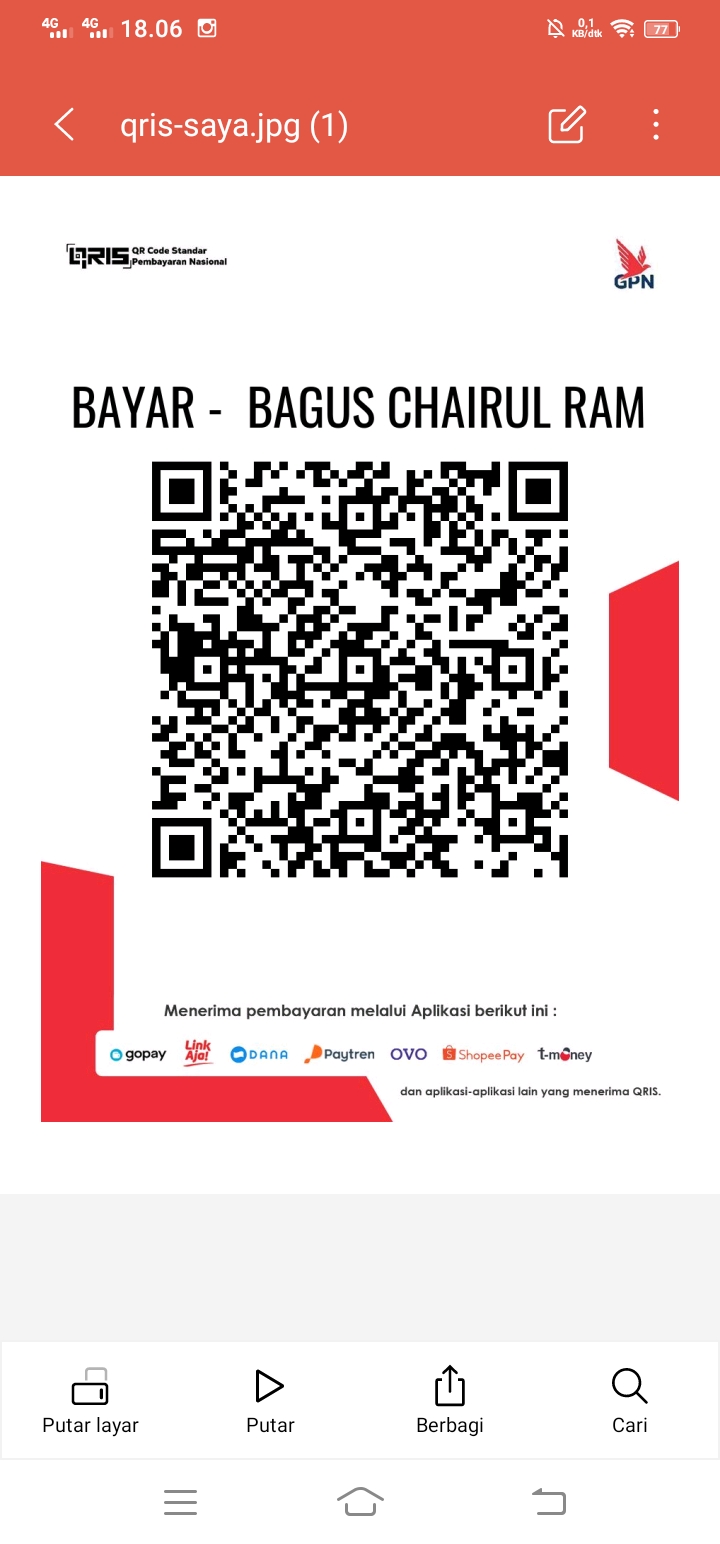 4G 4G 18.06 0,1 KB/dtk 77
qris-saya.jpg (1)
QRIS QR Code Standar Pembayaran Nasional
GPN
BAYAR - BAGUS CHAIRUL RAM
Menerima pembayaran melalui Aplikasi berikut ini :
gopay LinkAja! DANA Paytren OVO ShopeePay t-money
dan aplikasi-aplikasi lain yang menerima QRIS.
Putar layar Putar Berbagi Cari